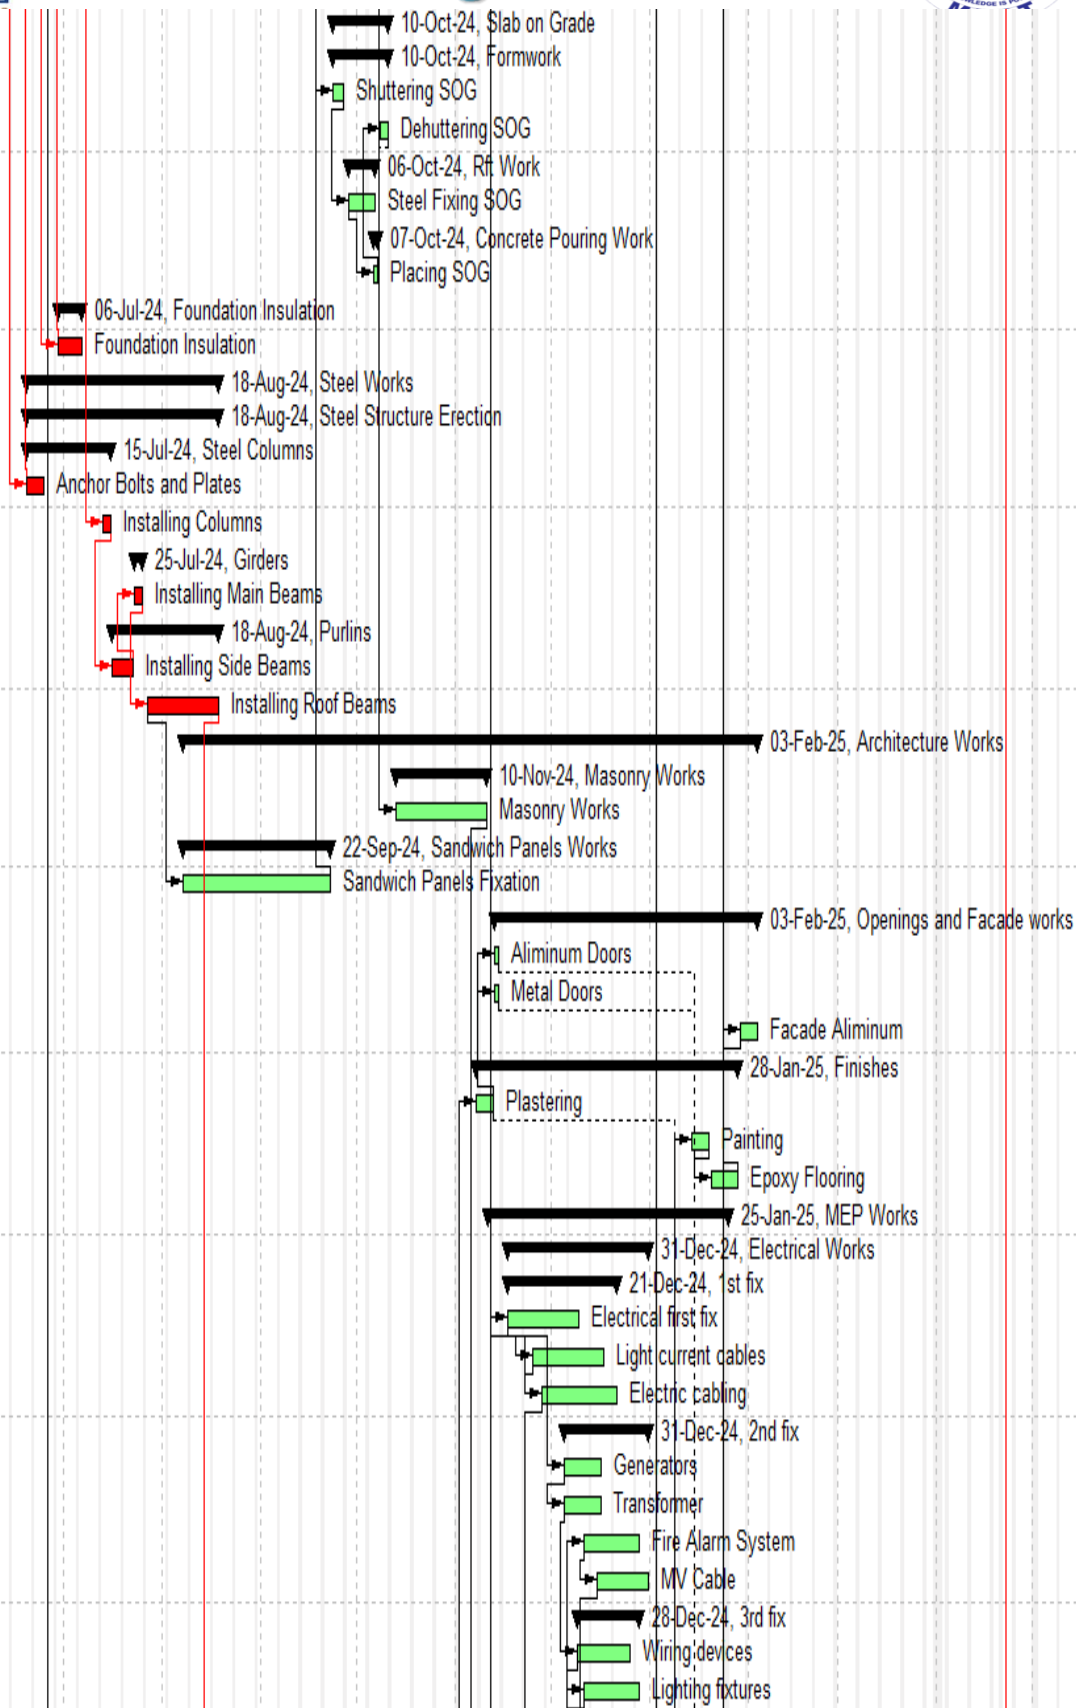 10-Oct-24, Slab on Grade
10-Oct-24, Formwork
Shuttering SOG
Dehuttering SOG
06-Oct-24, Rft Work
Steel Fixing SOG
07-Oct-24, Concrete Pouring Work
Placing SOG
06-Jul-24, Foundation Insulation
Foundation Insulation
18-Aug-24, Steel Works
18-Aug-24, Steel Structure Erection
15-Jul-24, Steel Columns
Anchor Bolts and Plates
Installing Columns
25-Jul-24, Girders
Installing Main Beams
18-Aug-24, Purlins
Installing Side Beams
Installing Roof Beams
03-Feb-25, Architecture Works
10-Nov-24, Masonry Works
Masonry Works
22-Sep-24, Sandwich Panels Works
Sandwich Panels Fixation
03-Feb-25, Openings and Facade works
Aliminum Doors
Metal Doors
Facade Aliminum
28-Jan-25, Finishes
Plastering
Painting
Epoxy Flooring
25-Jan-25, MEP Works
31-Dec-24, Electrical Works
21-Dec-24, 1st fix
Electrical first fix
Light current cables
Electric cabling
31-Dec-24, 2nd fix
Generators
Transformer
Fire Alarm System
MV Cable
28-Dec-24, 3rd fix
Wiring devices
Lighting fixtures